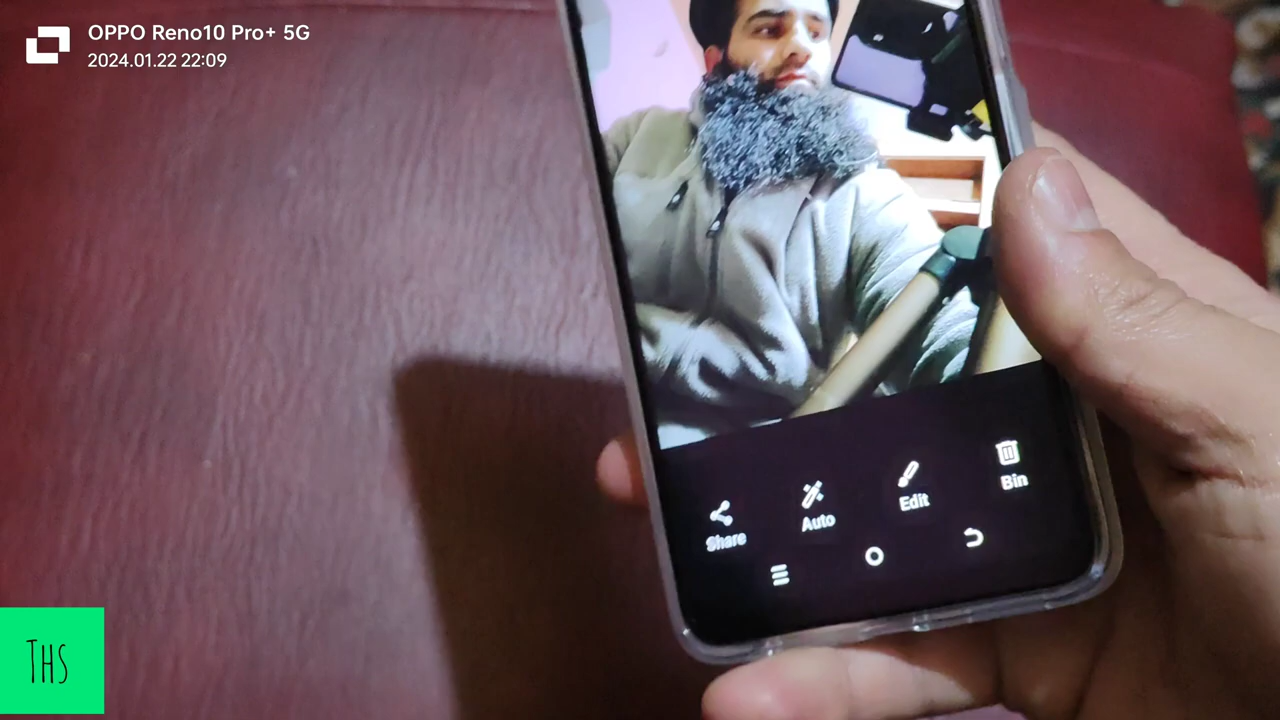 OPPO Reno10 Pro+ 5G
2024.01.22 22:09
Share
Auto
Edit
Bin
THS